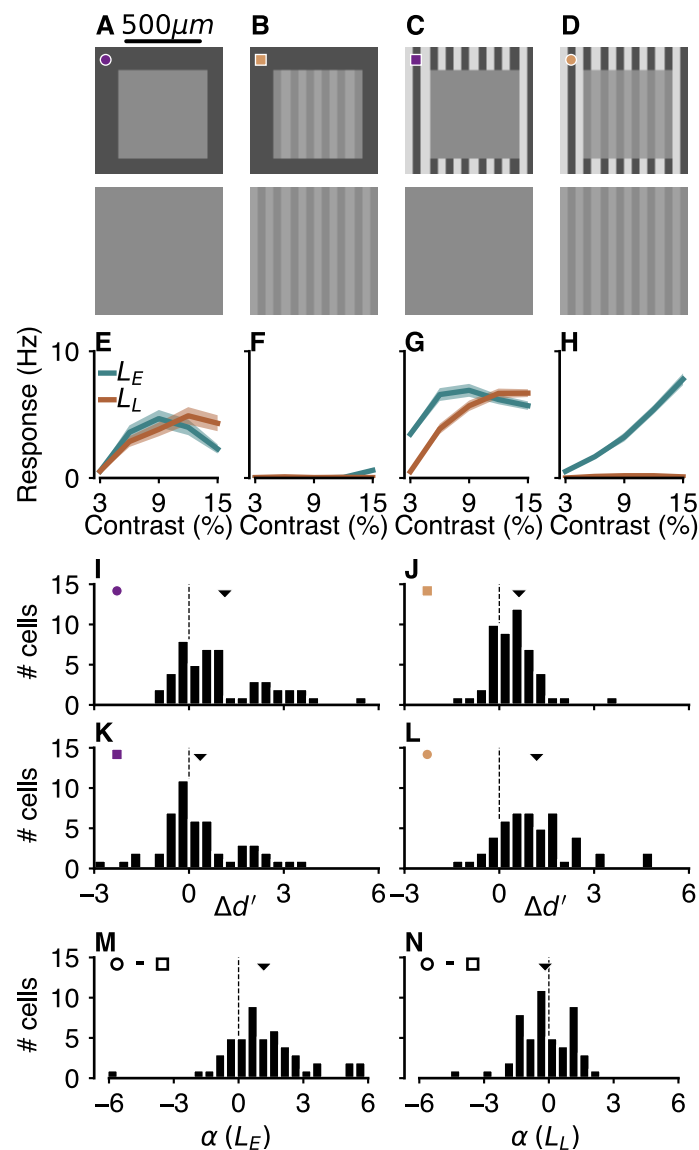 A B C D
500μm
E F G H
Response (Hz)
10
0
L_E
L_L
3 9 15 3 9 15 3 9 15 3 9 15
Contrast (%) Contrast (%) Contrast (%) Contrast (%)
I J
# cells
15
10
5
0
K L
# cells
15
10
5
0
−3 0 3 6 −3 0 3 6
Δd′ Δd′
M N
- -
# cells
15
10
5
0
−6 −3 0 3 6 −6 −3 0 3 6
α (L_E) α (L_L)